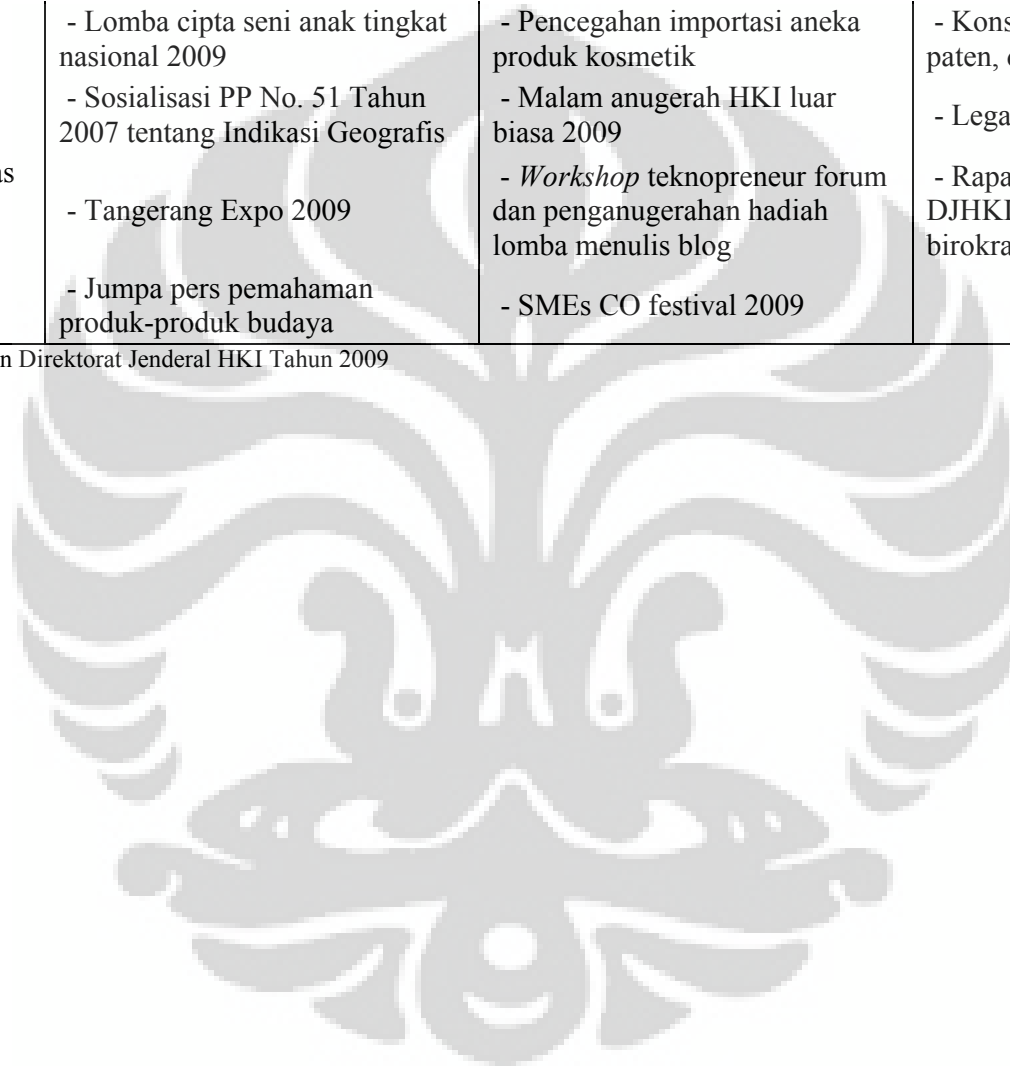 - Lomba cipta seni anak tingkat
nasional 2009
- Sosialisasi PP No. 51 Tahun
2007 tentang Indikasi Geografis
- Tangerang Expo 2009
- Jumpa pers pemahaman
produk-produk budaya
- Pencegahan importasi aneka
produk kosmetik
- Malam anugerah HKI luar
biasa 2009
- Workshop teknopreneur forum
dan penganugerahan hadiah
lomba menulis blog
- SMEs CO festival 2009
paten,
DJHKI
Direktorat Jenderal HKI Tahun 2009